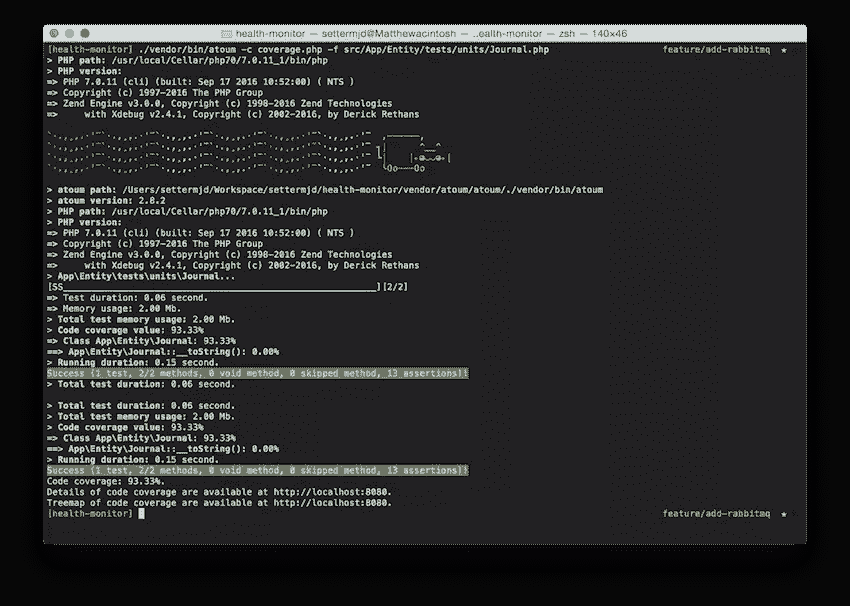 health-monitor — settermjd@Matthewacintosh — ..ealth-monitor — zsh — 140×46
[health-monitor] ./vendor/bin/atoum -c coverage.php -f src/App/Entity/tests/units/Journal.php feature/add-rabbitmq ★
> PHP path: /usr/local/Cellar/php70/7.0.11_1/bin/php
> PHP version:
=> PHP 7.0.11 (cli) (built: Sep 17 2016 10:52:00) ( NTS )
=> Copyright (c) 1997-2016 The PHP Group
=> Zend Engine v3.0.0, Copyright (c) 1998-2016 Zend Technologies
=>     with Xdebug v2.4.1, Copyright (c) 2002-2016, by Derick Rethans
> atoum path: /Users/settermjd/Workspace/settermjd/health-monitor/vendor/atoum/atoum/./vendor/bin/atoum
> atoum version: 2.8.2
> PHP path: /usr/local/Cellar/php70/7.0.11_1/bin/php
> PHP version:
=> PHP 7.0.11 (cli) (built: Sep 17 2016 10:52:00) ( NTS )
=> Copyright (c) 1997-2016 The PHP Group
=> Zend Engine v3.0.0, Copyright (c) 1998-2016 Zend Technologies
=>     with Xdebug v2.4.1, Copyright (c) 2002-2016, by Derick Rethans
> App\Entity\tests\units\Journal...
[SS__________________________________________________________][2/2]
=> Test duration: 0.06 second.
=> Memory usage: 2.00 Mb.
> Total test memory usage: 2.00 Mb.
> Code coverage value: 93.33%
=> Class App\Entity\Journal: 93.33%
==> App\Entity\Journal::__toString(): 0.00%
> Running duration: 0.15 second.
Success (1 test, 2/2 methods, 0 void method, 0 skipped method, 13 assertions)!
> Total test duration: 0.06 second.
> Total test duration: 0.06 second.
> Total test memory usage: 2.00 Mb.
> Code coverage value: 93.33%
=> Class App\Entity\Journal: 93.33%
==> App\Entity\Journal::__toString(): 0.00%
> Running duration: 0.15 second.
Success (1 test, 2/2 methods, 0 void method, 0 skipped method, 13 assertions)!
Code coverage: 93.33%.
Details of code coverage are available at http://localhost:8080.
Treemap of code coverage are available at http://localhost:8080.
[health-monitor] feature/add-rabbitmq ★